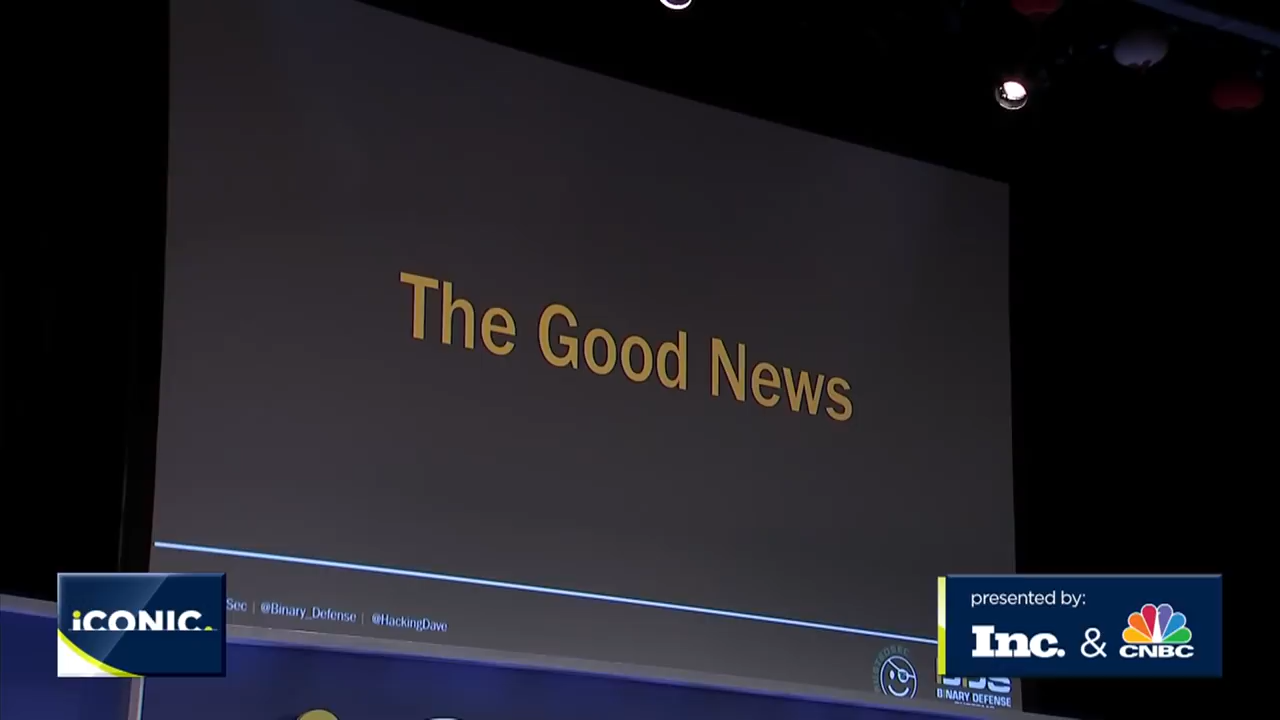 The Good News
Sec | @Binary_Defense | @HackingDave
iCONIC.
presented by:
Inc. & CNBC
BINARY DEFENSE